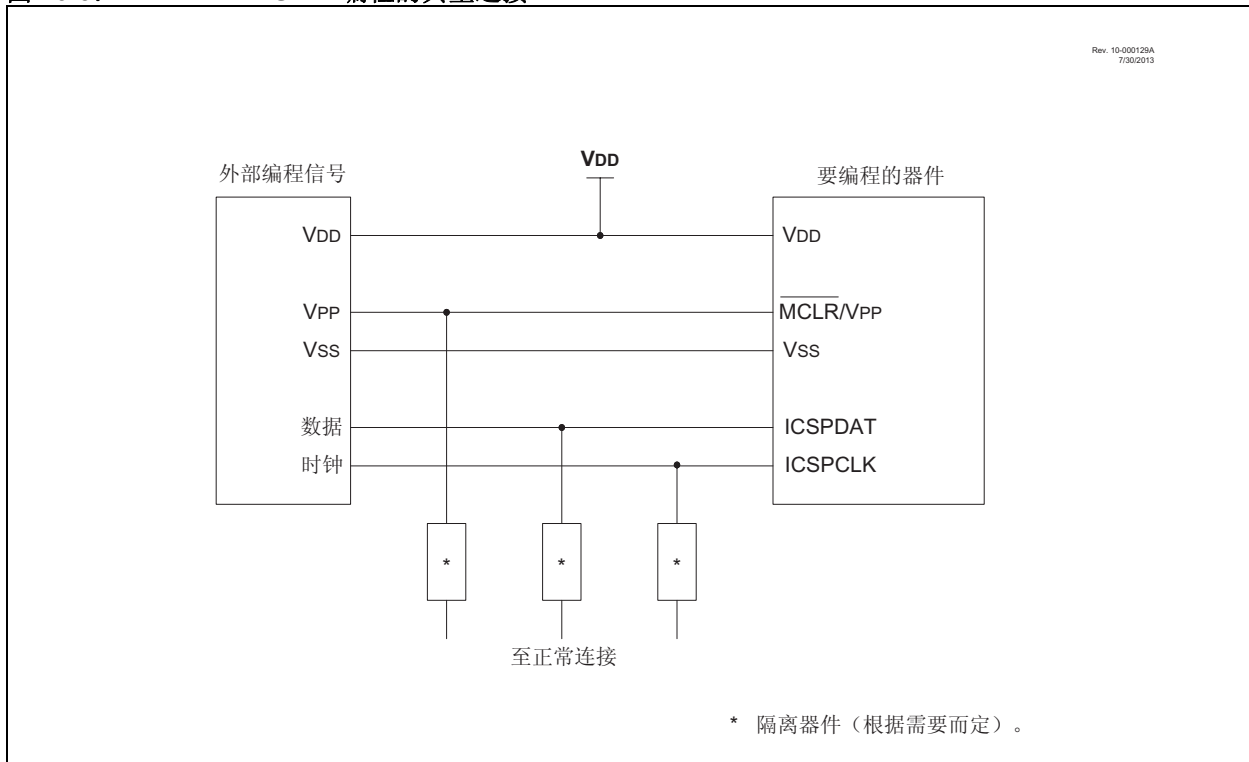 Rev. 10-000129A
7/30/2013
VDD
外部编程信号
要编程的器件
VDD
VDD
VPP
MCLR/VPP
VSS
VSS
数据
ICSPDAT
时钟
ICSPCLK
*
*
*
至正常连接
* 隔离器件（根据需要而定）。